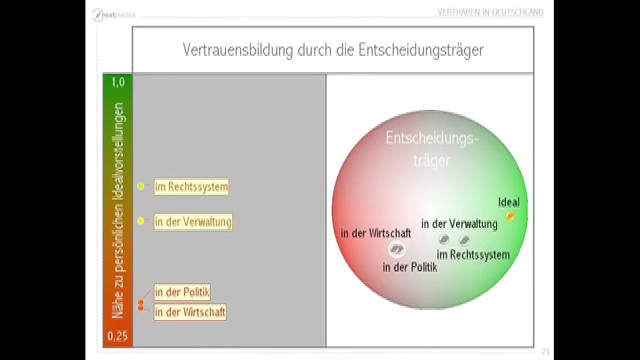 nextpractice
VERTRAUEN IN DEUTSCHLAND
Vertrauensbildung durch die Entscheidungsträger
1,0
Nähe zu persönlichen Idealvorstellungen
0,25
im Rechtssystem
in der Verwaltung
in der Politik
in der Wirtschaft
Entscheidungs-
träger
Ideal
in der Verwaltung
in der Wirtschaft
im Rechtssystem
in der Politik
71